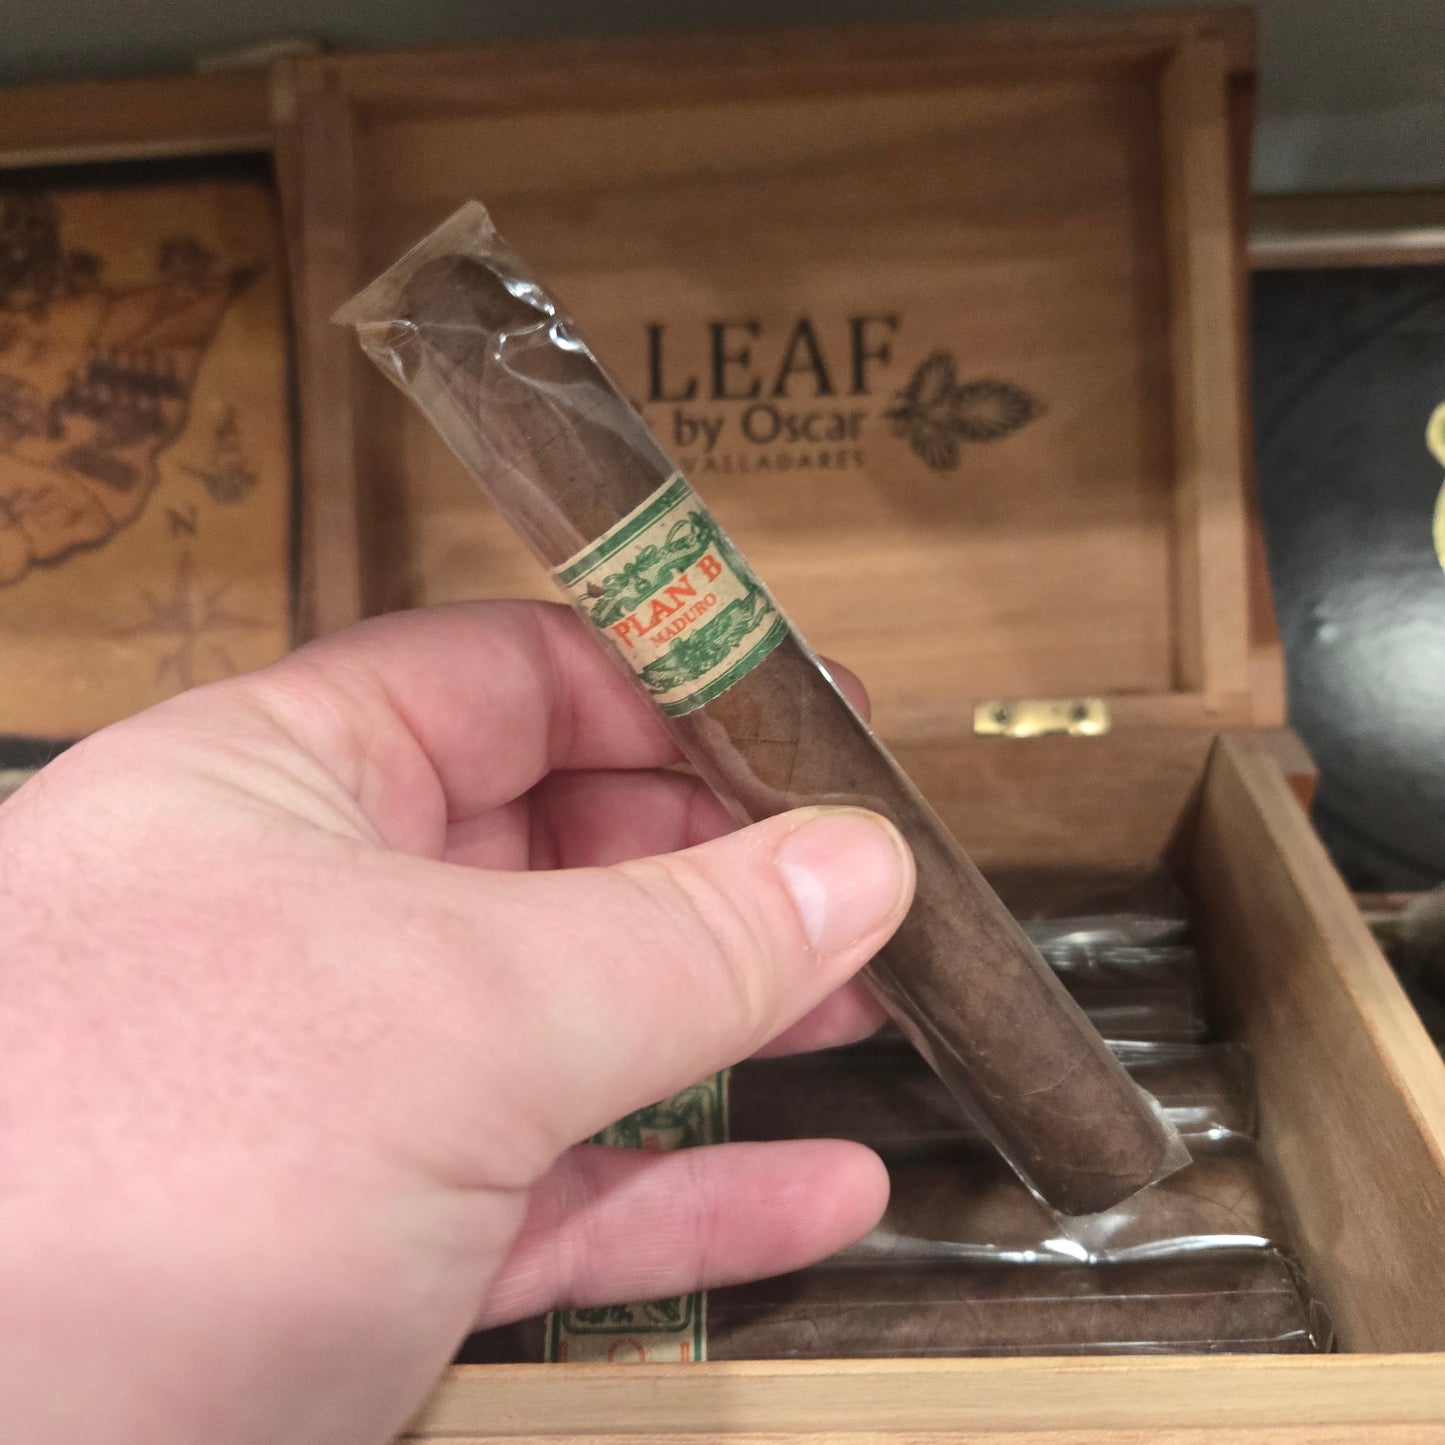 LEAF
by Oscar
VALLADARES
PLAN B
MADURO
N